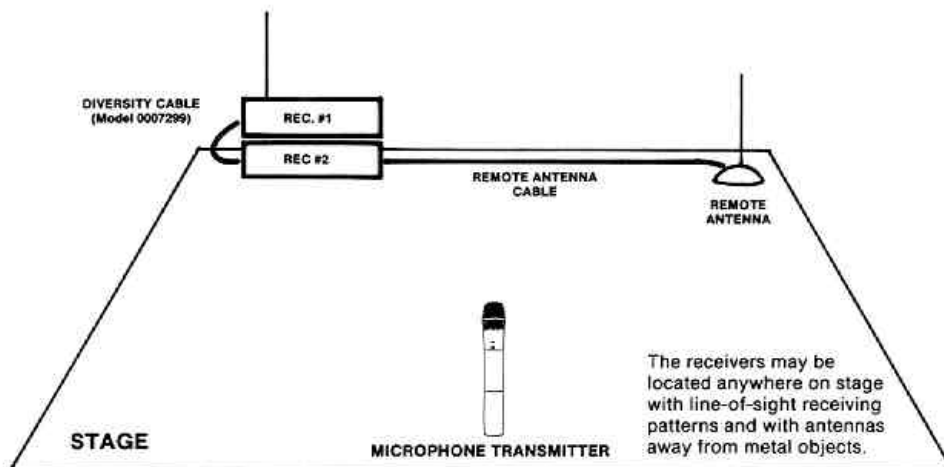 DIVERSITY CABLE
(Model 0007299)
REC. #1
REC #2
REMOTE ANTENNA
CABLE
REMOTE
ANTENNA
The receivers may be
located anywhere on stage
with line-of-sight receiving
patterns and with antennas
away from metal objects.
STAGE
MICROPHONE TRANSMITTER